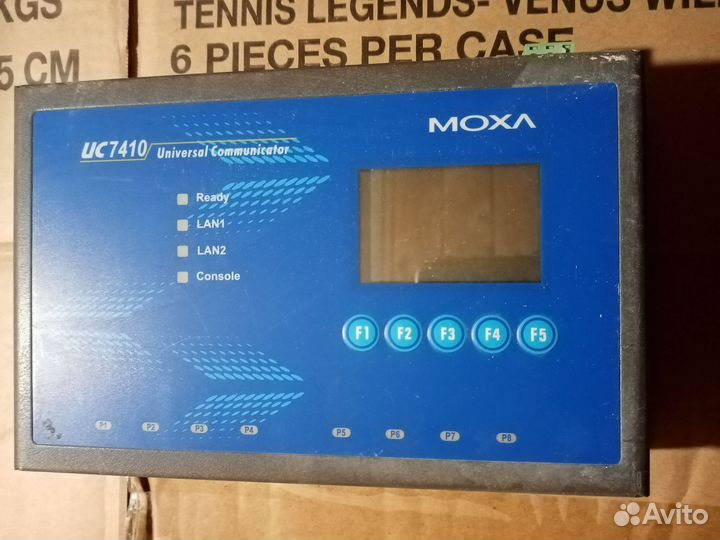 KGS
5 CM
TENNIS LEGENDS- VENUS
6 PIECES PER CASE
MOXA
UC7410 Universal Communicator
Ready
LAN1
LAN2
Console
F1 F2 F3 F4 F5
P1 P2 P3 P4 P5 P6 P7 P8
Avito